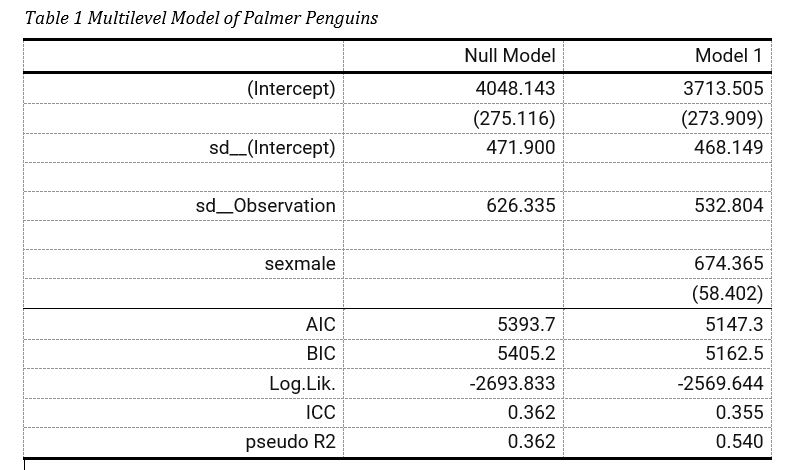 Table 1 Multilevel Model of Palmer Penguins
Null Model Model 1
(Intercept) 4048.143 3713.505
(275.116) (273.909)
sd__(Intercept) 471.900 468.149
sd__Observation 626.335 532.804
sexmale 674.365
(58.402)
AIC 5393.7 5147.3
BIC 5405.2 5162.5
Log.Lik. -2693.833 -2569.644
ICC 0.362 0.355
pseudo R2 0.362 0.540